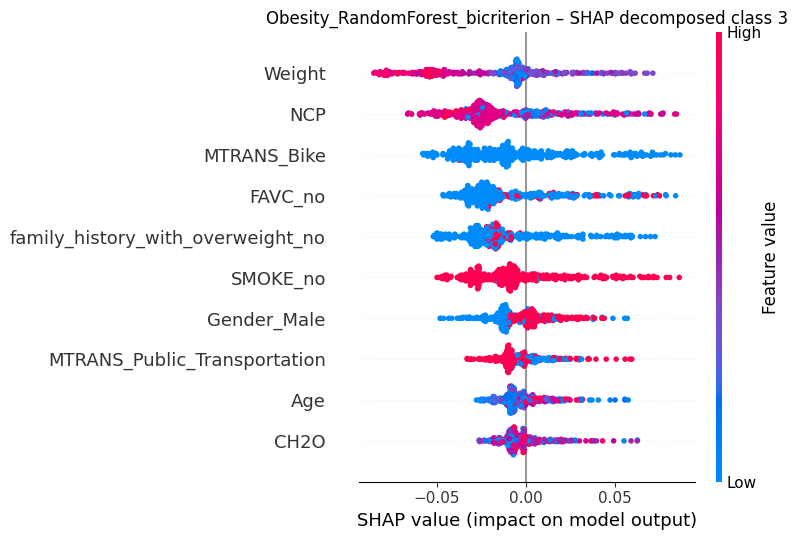 Obesity_RandomForest_bicriterion – SHAP decomposed class 3
High
Weight
NCP
MTRANS_Bike
FAVC_no
family_history_with_overweight_no
SMOKE_no
Gender_Male
MTRANS_Public_Transportation
Age
CH2O
Feature value
Low
−0.05 0.00 0.05
SHAP value (impact on model output)